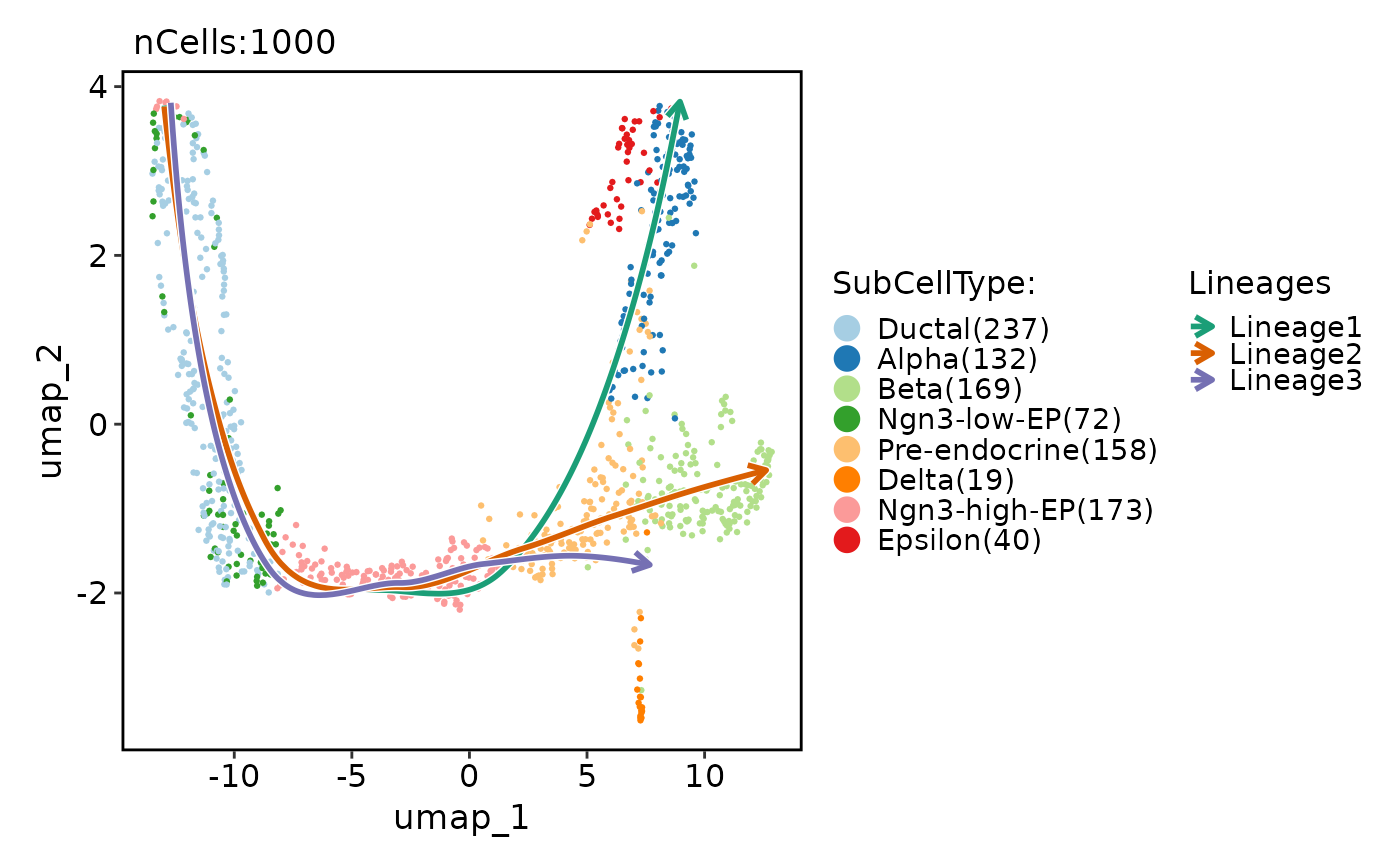 nCells:1000
4
2
0
-2
umap_2
-10
-5
0
5
10
umap_1
SubCellType:
Ductal(237)
Alpha(132)
Beta(169)
Ngn3-low-EP(72)
Pre-endocrine(158)
Delta(19)
Ngn3-high-EP(173)
Epsilon(40)
Lineages
Lineage1
Lineage2
Lineage3